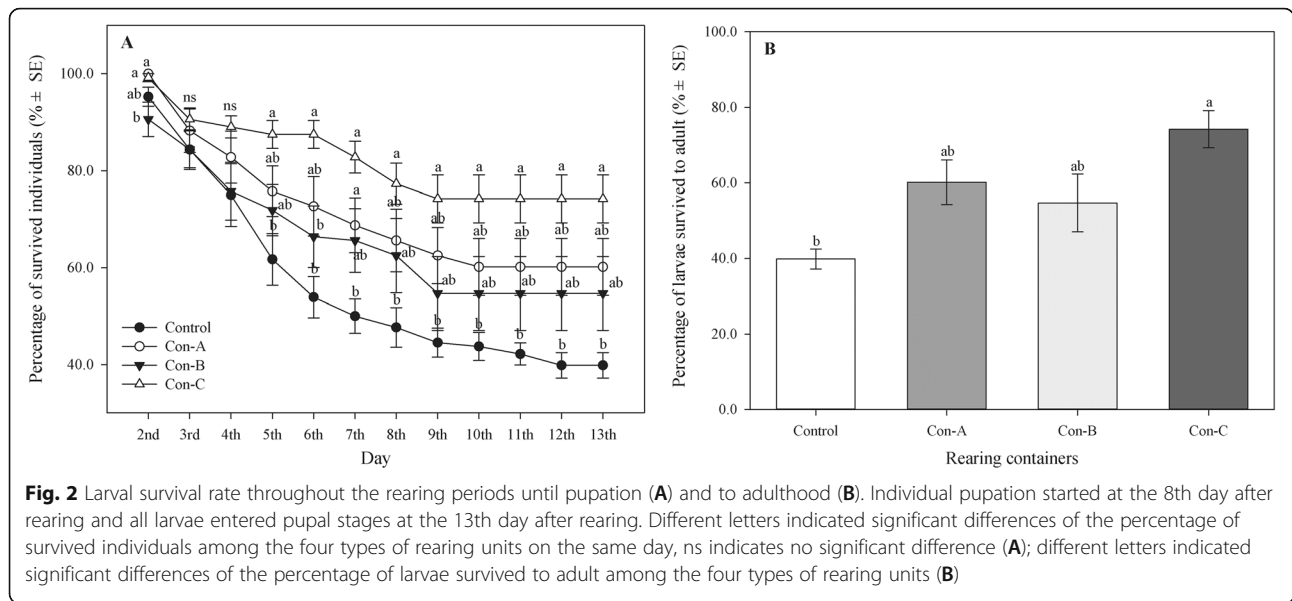 A
Percentage of survived individuals (% ± SE)
100.0
80.0
60.0
40.0
a
a
ab
b
ns
ns
a
ab
ab
b
a
ab
b
b
a
a
ab
b
a
ab
ab
b
a
ab
ab
b
a
ab
ab
b
a
ab
ab
b
a
ab
ab
b
a
ab
ab
b
Control
Con-A
Con-B
Con-C
2nd 3rd 4th 5th 6th 7th 8th 9th 10th 11th 12th 13th
Day
B
Percentage of larvae survived to adult (% ± SE)
100.0
80.0
60.0
40.0
20.0
0.0
b
ab
ab
a
Control Con-A Con-B Con-C
Rearing containers
Fig. 2 Larval survival rate throughout the rearing periods until pupation (A) and to adulthood (B). Individual pupation started at the 8th day after
rearing and all larvae entered pupal stages at the 13th day after rearing. Different letters indicated significant differences of the percentage of
survived individuals among the four types of rearing units on the same day, ns indicates no significant difference (A); different letters indicated
significant differences of the percentage of larvae survived to adult among the four types of rearing units (B)